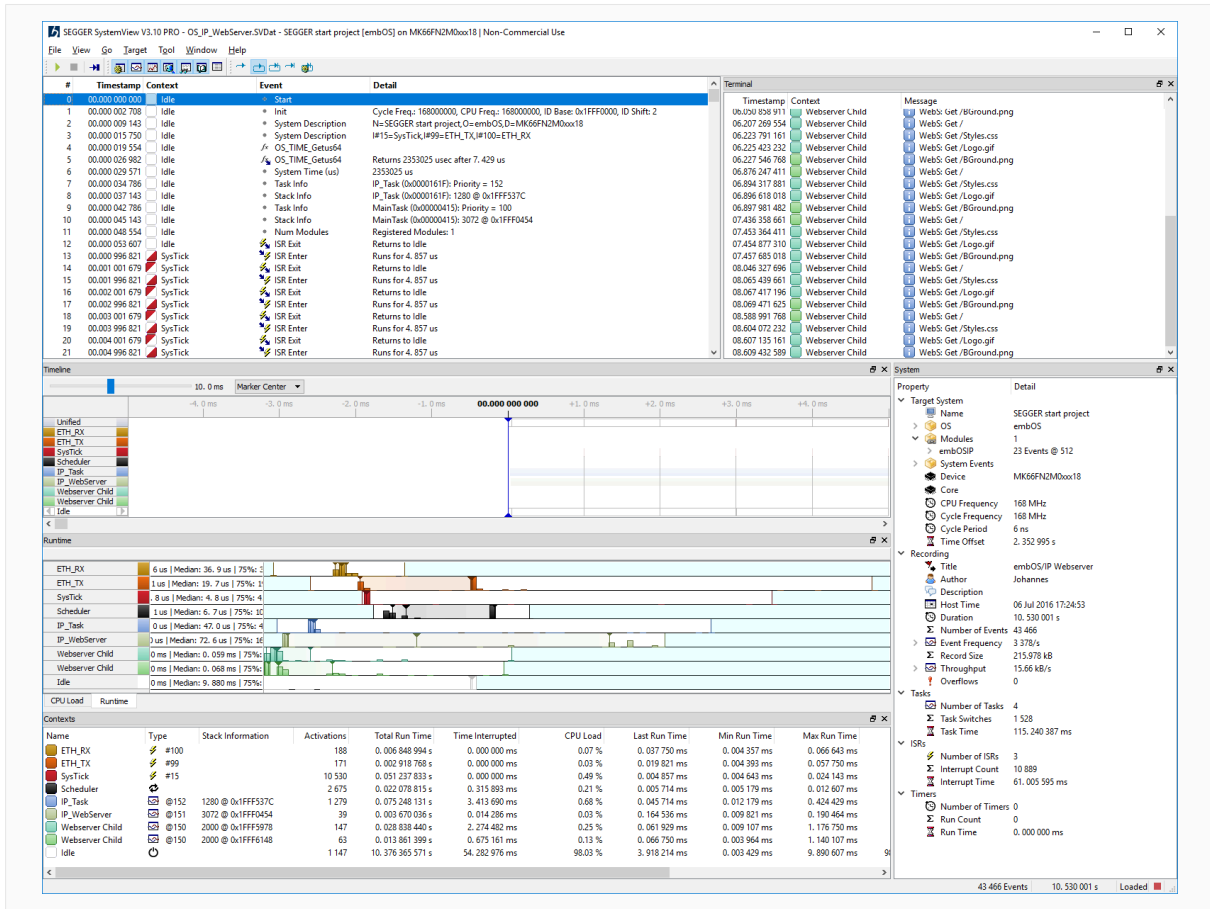 SEGGER SystemView V3.10 PRO - OS_IP_WebServer.SVDat - SEGGER start project [embOS] on MK66FN2M0xxx18 | Non-Commercial Use
File View Go Target Tool Window Help
# Timestamp Context Event Detail
0 00.000 000 000 Idle Start
1 00.000 002 708 Idle Init Cycle Freq.: 168000000, CPU Freq.: 168000000, ID Base: 0x1FFF0000, ID Shift: 2
2 00.000 009 143 Idle System Description N=SEGGER start project,O=embOS,D=MK66FN2M0xxx18
3 00.000 015 750 Idle System Description I#15=SysTick,I#99=ETH_TX,I#100=ETH_RX
4 00.000 019 554 Idle fx OS_TIME_Getus64
5 00.000 026 982 Idle OS_TIME_Getus64 Returns 2353025 usec after 7. 429 us
6 00.000 029 571 Idle System Time (us) 2353025 us
7 00.000 034 786 Idle Task Info IP_Task (0x0000161F): Priority = 152
8 00.000 037 143 Idle Stack Info IP_Task (0x0000161F): 1280 @ 0x1FFF537C
9 00.000 042 786 Idle Task Info MainTask (0x00000415): Priority = 100
10 00.000 045 143 Idle Stack Info MainTask (0x00000415): 3072 @ 0x1FFF0454
11 00.000 048 554 Idle Num Modules Registered Modules: 1
12 00.000 053 607 Idle ISR Exit Returns to Idle
13 00.000 996 821 SysTick ISR Enter Runs for 4. 857 us
14 00.001 001 679 SysTick ISR Exit Returns to Idle
15 00.001 996 821 SysTick ISR Enter Runs for 4. 857 us
16 00.002 001 679 SysTick ISR Exit Returns to Idle
17 00.002 996 821 SysTick ISR Enter Runs for 4. 857 us
18 00.003 001 679 SysTick ISR Exit Returns to Idle
19 00.003 996 821 SysTick ISR Enter Runs for 4. 857 us
20 00.004 001 679 SysTick ISR Exit Returns to Idle
21 00.004 996 821 SysTick ISR Enter Runs for 4. 857 us
Terminal
Timestamp Context Message
06.050 858 911 Webserver Child WebS: Get /BGround.png
06.207 269 554 Webserver Child WebS: Get /
06.223 791 161 Webserver Child WebS: Get /Styles.css
06.225 423 232 Webserver Child WebS: Get /Logo.gif
06.227 546 768 Webserver Child WebS: Get /BGround.png
06.876 247 411 Webserver Child WebS: Get /
06.894 317 881 Webserver Child WebS: Get /Styles.css
06.896 618 018 Webserver Child WebS: Get /Logo.gif
06.897 981 482 Webserver Child WebS: Get /BGround.png
07.436 358 661 Webserver Child WebS: Get /
07.453 364 411 Webserver Child WebS: Get /Styles.css
07.454 877 310 Webserver Child WebS: Get /Logo.gif
07.457 685 018 Webserver Child WebS: Get /BGround.png
08.046 327 696 Webserver Child WebS: Get /
08.065 439 661 Webserver Child WebS: Get /Styles.css
08.067 417 196 Webserver Child WebS: Get /Logo.gif
08.069 471 625 Webserver Child WebS: Get /BGround.png
08.588 991 768 Webserver Child WebS: Get /
08.604 072 232 Webserver Child WebS: Get /Styles.css
08.607 135 161 Webserver Child WebS: Get /Logo.gif
08.609 432 589 Webserver Child WebS: Get /BGround.png
Timeline
10. 0 ms Marker Center
-4. 0 ms -3. 0 ms -2. 0 ms -1. 0 ms 00.000 000 000 +1. 0 ms +2. 0 ms +3. 0 ms +4. 0 ms
Unified
ETH_RX
ETH_TX
SysTick
Scheduler
IP_Task
IP_WebServer
Webserver Child
Webserver Child
Idle
Runtime
ETH_RX 6 us | Median: 36. 9 us | 75%:
ETH_TX 1 us | Median: 19. 7 us | 75%:
SysTick . 8 us | Median: 4. 8 us | 75%: 4
Scheduler 1 us | Median: 6. 7 us | 75%: 10
IP_Task 0 us | Median: 47. 0 us | 75%: 4
IP_WebServer us | Median: 72. 6 us | 75%: 16
Webserver Child 0 ms | Median: 0. 059 ms | 75%:
Webserver Child 0 ms | Median: 0. 068 ms | 75%:
Idle 0 ms | Median: 9. 880 ms | 75%:
CPU Load Runtime
Contexts
Name Type Stack Information Activations Total Run Time Time Interrupted CPU Load Last Run Time Min Run Time Max Run Time
ETH_RX #100 188 0. 006 848 994 s 0. 000 000 ms 0.07 % 0. 037 750 ms 0. 004 357 ms 0. 066 643 ms
ETH_TX #99 171 0. 002 918 768 s 0. 000 000 ms 0.03 % 0. 019 821 ms 0. 004 393 ms 0. 057 750 ms
SysTick #15 10 530 0. 051 237 833 s 0. 000 000 ms 0.49 % 0. 004 857 ms 0. 004 643 ms 0. 024 143 ms
Scheduler 2 675 0. 022 078 815 s 0. 315 893 ms 0.21 % 0. 005 714 ms 0. 005 179 ms 0. 012 607 ms
IP_Task @152 1280 @ 0x1FFF537C 1 279 0. 075 248 131 s 3. 413 690 ms 0.68 % 0. 045 714 ms 0. 012 179 ms 0. 424 429 ms
IP_WebServer @151 3072 @ 0x1FFF0454 39 0. 003 670 036 s 0. 014 286 ms 0.03 % 0. 164 536 ms 0. 009 821 ms 0. 190 464 ms
Webserver Child @150 2000 @ 0x1FFF5978 147 0. 028 838 440 s 2. 274 482 ms 0.25 % 0. 061 929 ms 0. 009 107 ms 1. 176 750 ms
Webserver Child @150 2000 @ 0x1FFF6148 63 0. 013 861 399 s 0. 675 161 ms 0.13 % 0. 066 750 ms 0. 003 964 ms 1. 140 107 ms
Idle 1 147 10. 376 365 571 s 54. 282 976 ms 98.03 % 3. 918 214 ms 0. 003 429 ms 9. 890 607 ms
System
Property Detail
Target System
Name SEGGER start project
OS embOS
Modules 1
embOSIP 23 Events @ 512
System Events
Device MK66FN2M0xxx18
Core
CPU Frequency 168 MHz
Cycle Frequency 168 MHz
Cycle Period 6 ns
Time Offset 2. 352 995 s
Recording
Title embOS/IP Webserver
Author Johannes
Description
Host Time 06 Jul 2016 17:24:53
Duration 10. 530 001 s
Number of Events 43 466
Event Frequency 3 378/s
Record Size 215.978 kB
Throughput 15.66 kB/s
Overflows 0
Tasks
Number of Tasks 4
Task Switches 1 528
Task Time 115. 240 387 ms
ISRs
Number of ISRs 3
Interrupt Count 10 889
Interrupt Time 61. 005 595 ms
Timers
Number of Timers 0
Run Count 0
Run Time 0. 000 000 ms
43 466 Events 10. 530 001 s Loaded